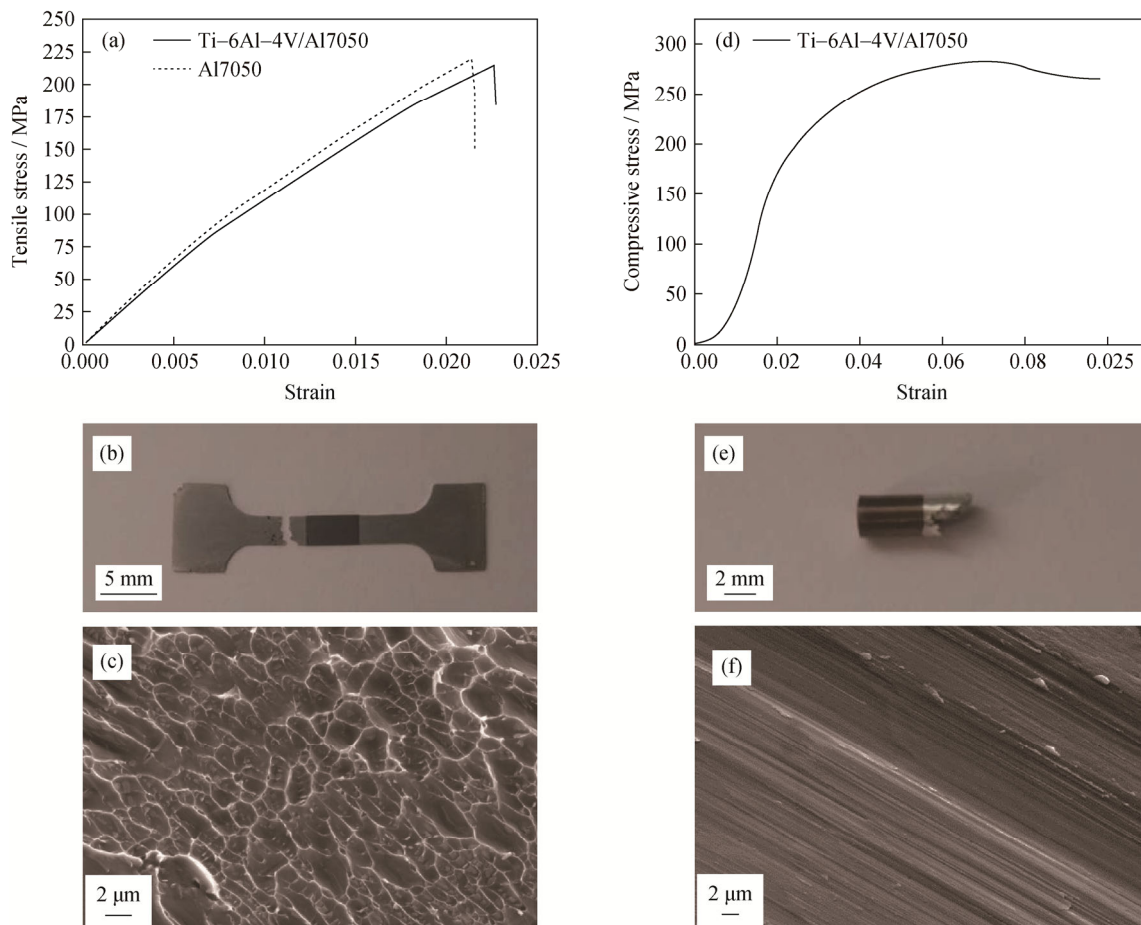 (a)
Ti–6Al–4V/Al7050
Al7050
250
225
200
175
150
125
100
75
50
25
0
0.000
0.005
0.010
0.015
0.020
0.025
Tensile stress / MPa
Strain
(d)
Ti–6Al–4V/Al7050
300
250
200
150
100
50
0
0.00
0.02
0.04
0.06
0.08
0.025
Compressive stress / MPa
Strain
(b)
5 mm
(e)
2 mm
(c)
2 μm
(f)
2 μm